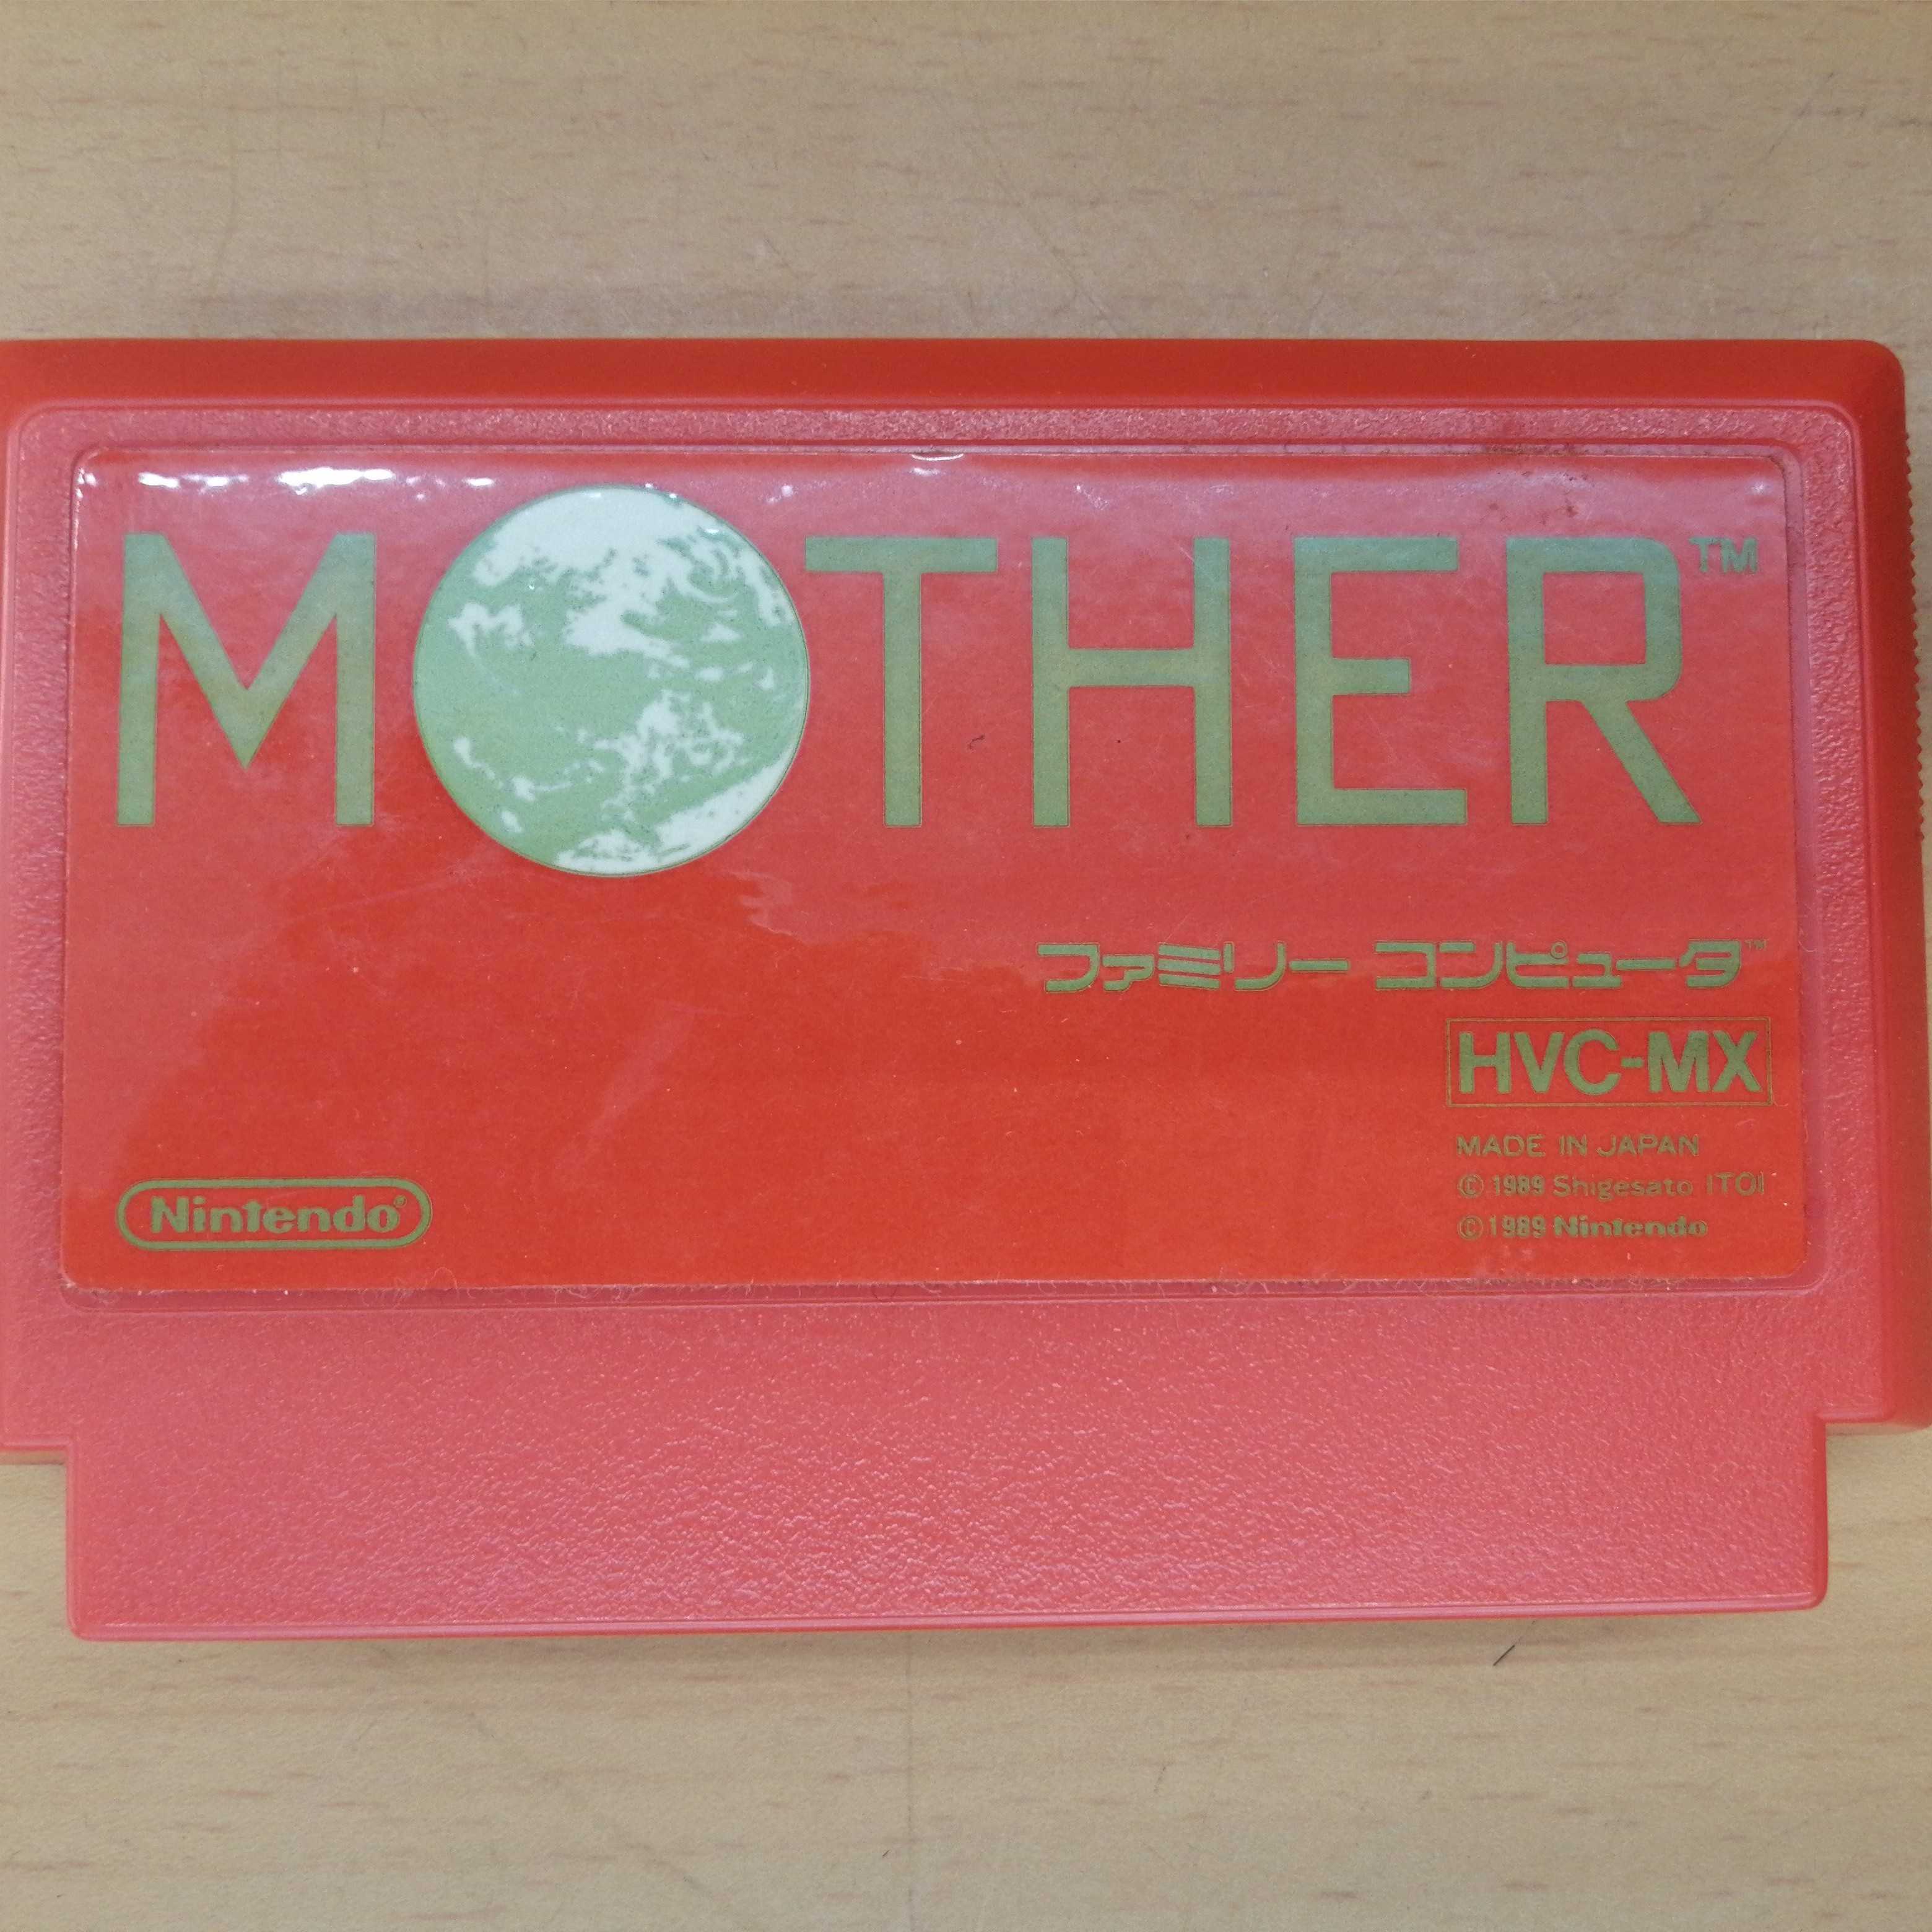 MOTHER™
ファミリー コンピュータ™
HVC-MX
MADE IN JAPAN
© 1989 Shigesato ITOI
© 1989 Nintendo
Nintendo®